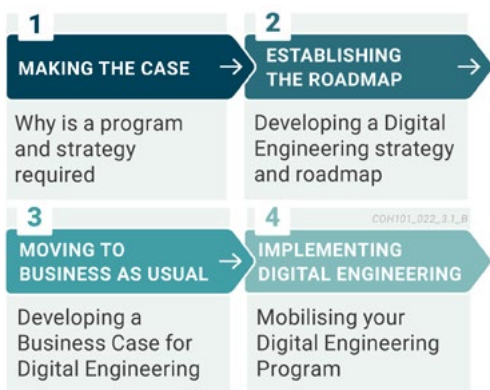 1
MAKING THE CASE
Why is a program
and strategy
required
2
ESTABLISHING
THE ROADMAP
Developing a Digital
Engineering strategy
and roadmap
3
MOVING TO
BUSINESS AS USUAL
Developing a
Business Case for
Digital Engineering
COH101_022_3.1_B
4
IMPLEMENTING
DIGITAL ENGINEERING
Mobilising your
Digital Engineering
Program